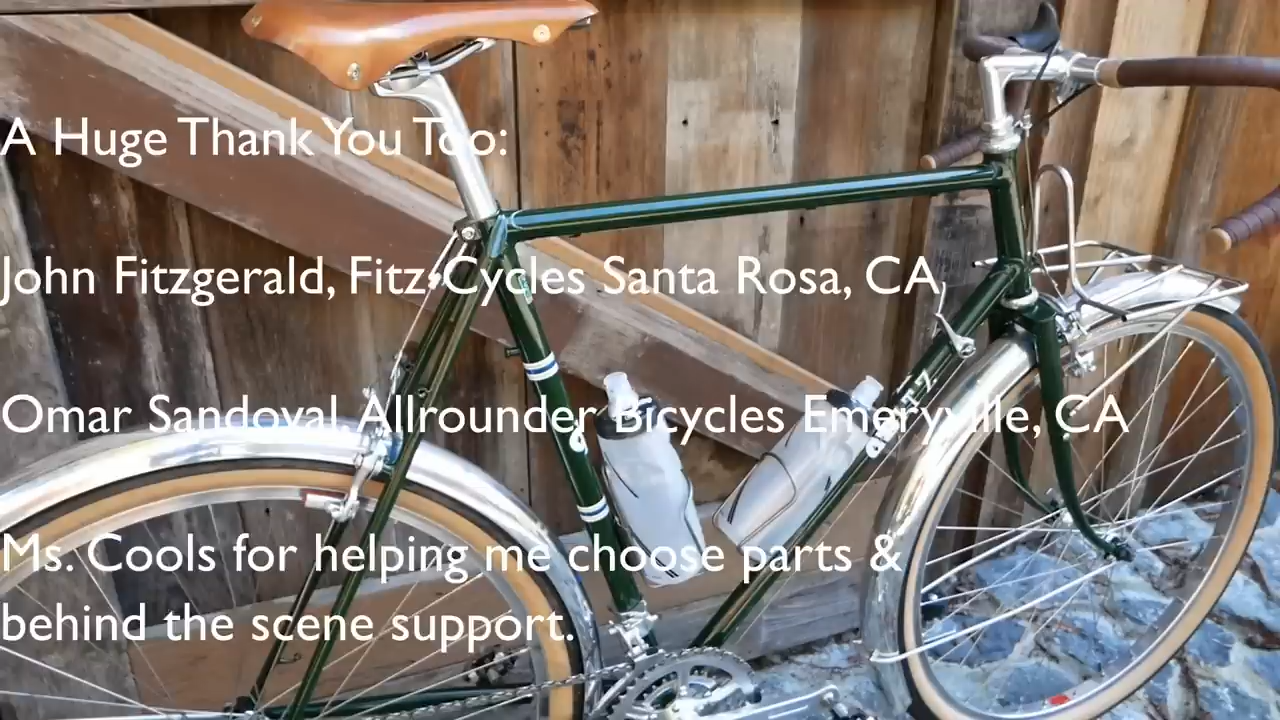 A Huge Thank You Too:
John Fitzgerald, Fitz Cycles Santa Rosa, CA
Omar Sandoval, Allrounder Bicycles Emeryville, CA
Ms. Cools for helping me choose parts &
behind the scene support.